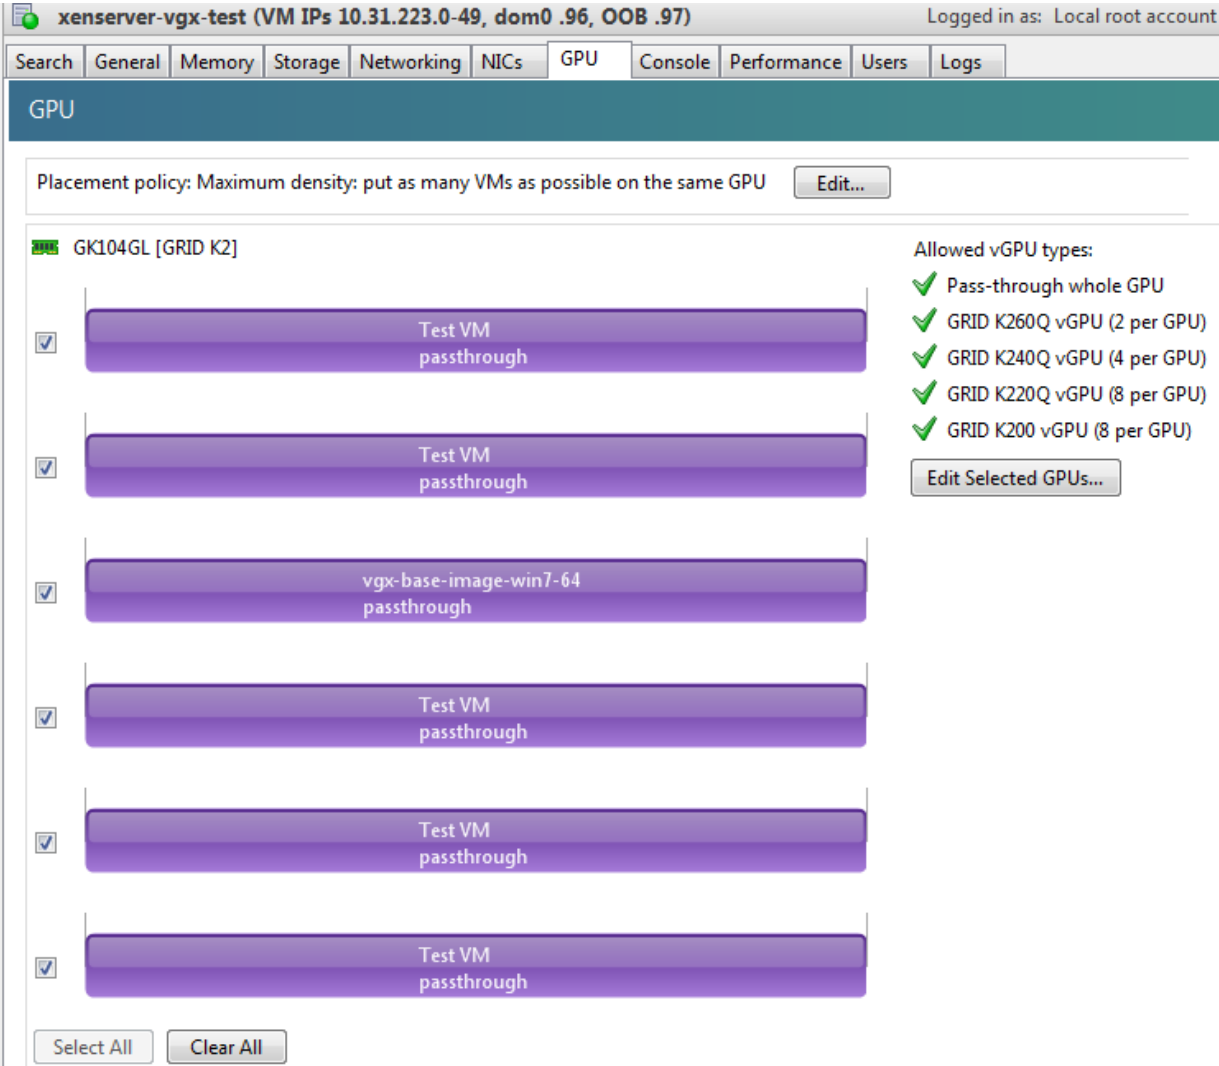 xenserver-vgx-test (VM IPs 10.31.223.0-49, dom0 .96, OOB .97) Logged in as: Local root account
Search General Memory Storage Networking NICs GPU Console Performance Users Logs
GPU
Placement policy: Maximum density: put as many VMs as possible on the same GPU Edit...
GK104GL [GRID K2]
Test VM
passthrough
Test VM
passthrough
vgx-base-image-win7-64
passthrough
Test VM
passthrough
Test VM
passthrough
Test VM
passthrough
Select All Clear All
Allowed vGPU types:
Pass-through whole GPU
GRID K260Q vGPU (2 per GPU)
GRID K240Q vGPU (4 per GPU)
GRID K220Q vGPU (8 per GPU)
GRID K200 vGPU (8 per GPU)
Edit Selected GPUs...